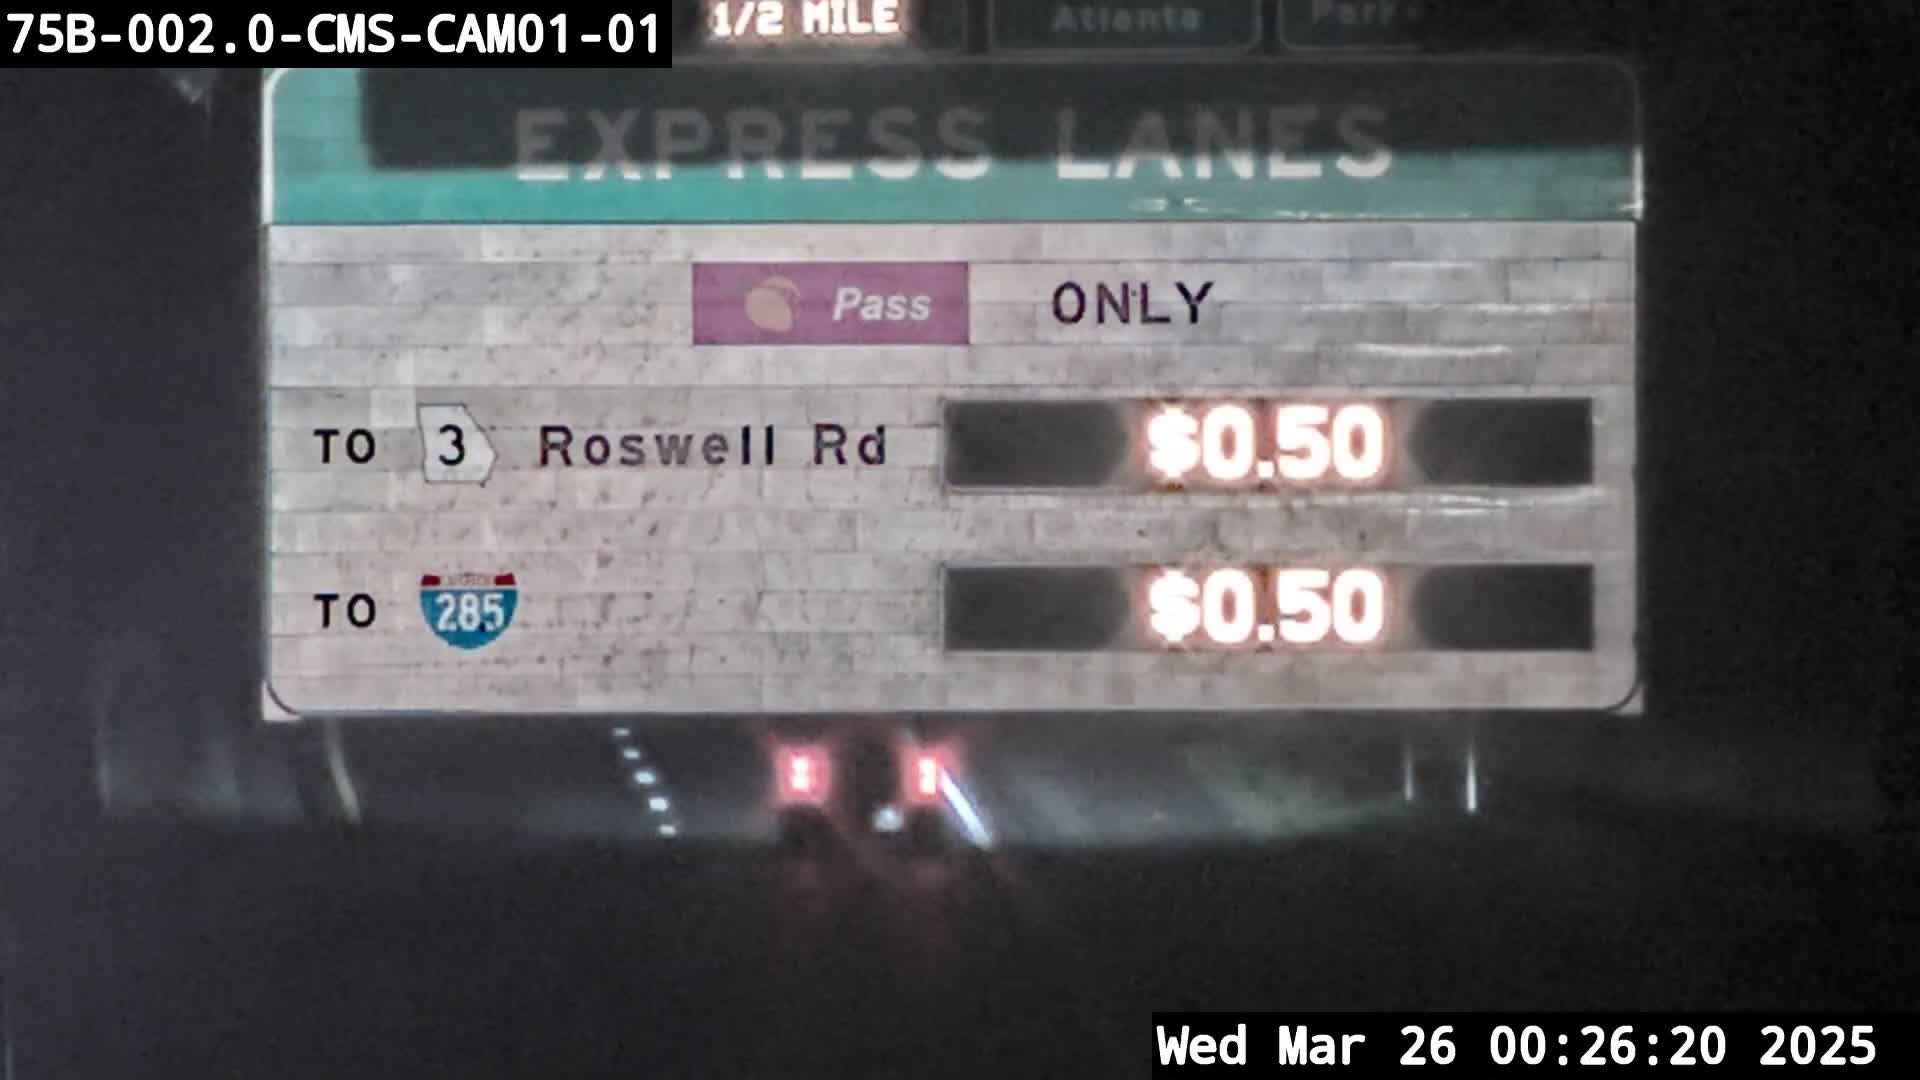 75B-002.0-CMS-CAM01-01
1/2 MILE
Atlanta
EXPRESS LANES
Pass ONLY
TO 3 Roswell Rd $0.50
TO 285 $0.50
Wed Mar 26 00:26:20 2025